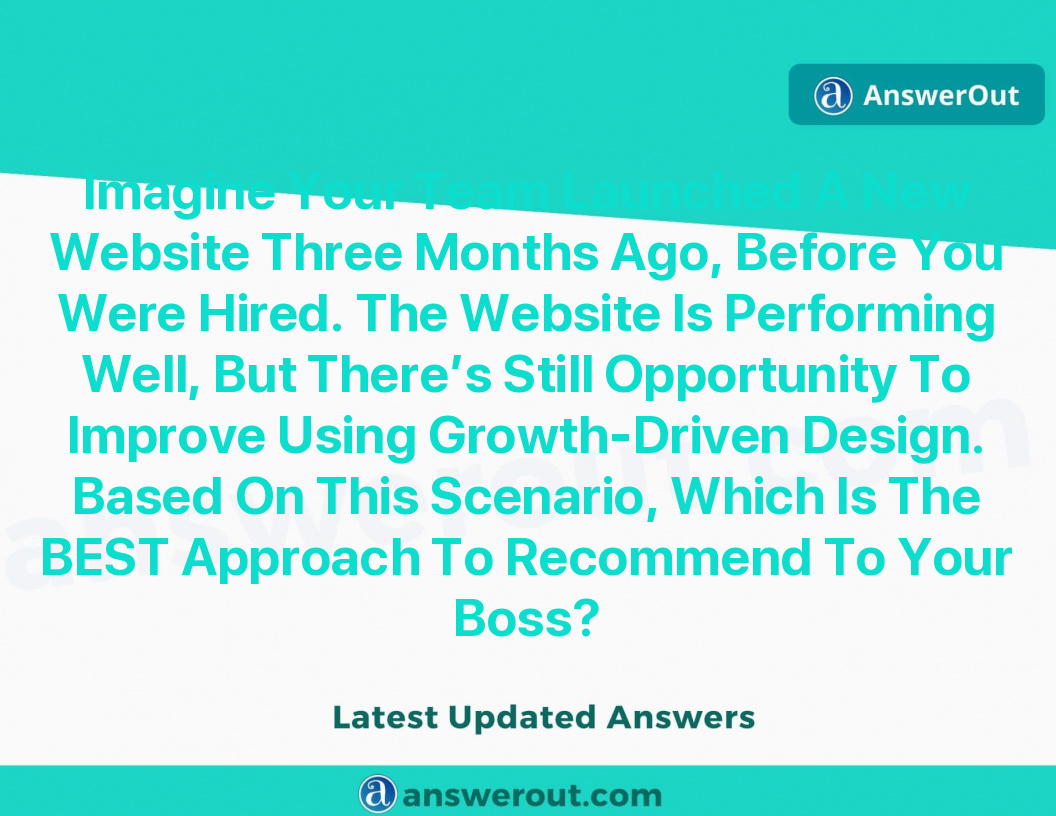 AnswerOut
Imagine Your Team Launched A New
Website Three Months Ago, Before You
Were Hired. The Website Is Performing
Well, But There’s Still Opportunity To
Improve Using Growth-Driven Design.
Based On This Scenario, Which Is The
BEST Approach To Recommend To Your
Boss?
answerout.com
Latest Updated Answers
answerout.com